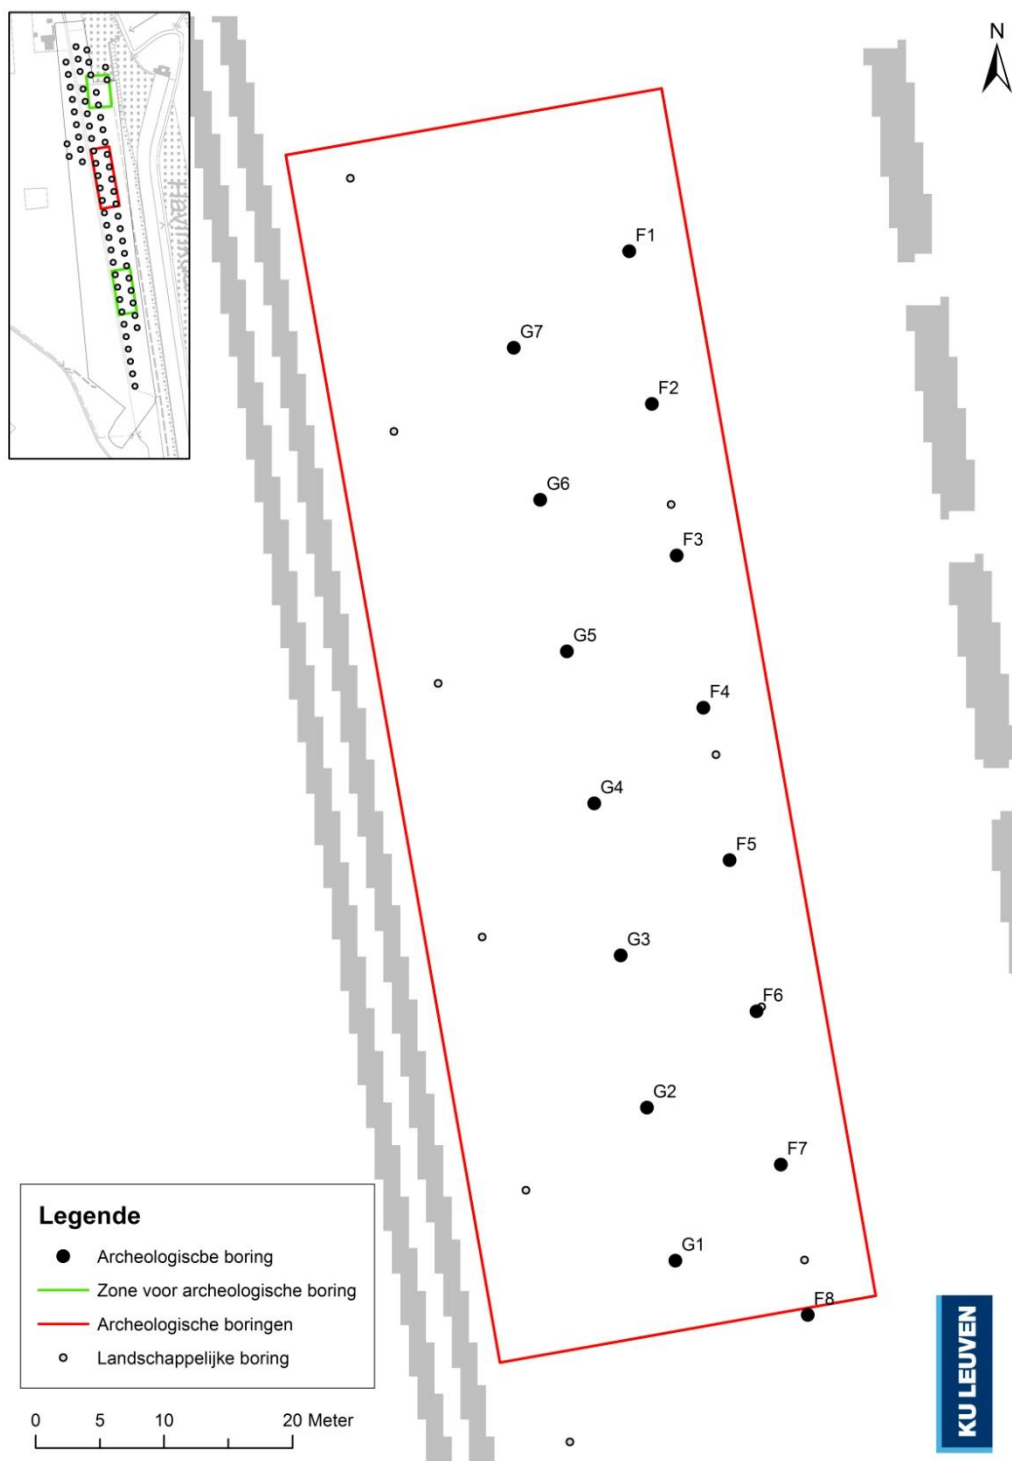 N
F1
G7
F2
G6
F3
G5
F4
G4
F5
G3
F6
G2
F7
G1
F8
Legende
Archeologiscbe boring
Zone voor archeologische boring
Archeologische boringen
Landschappelijke boring
0 5 10 20 Meter
KU LEUVEN